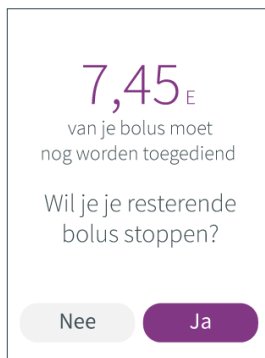 7,45 E
van je bolus moet
nog worden toegediend
Wil je je resterende
bolus stoppen?
Nee Ja